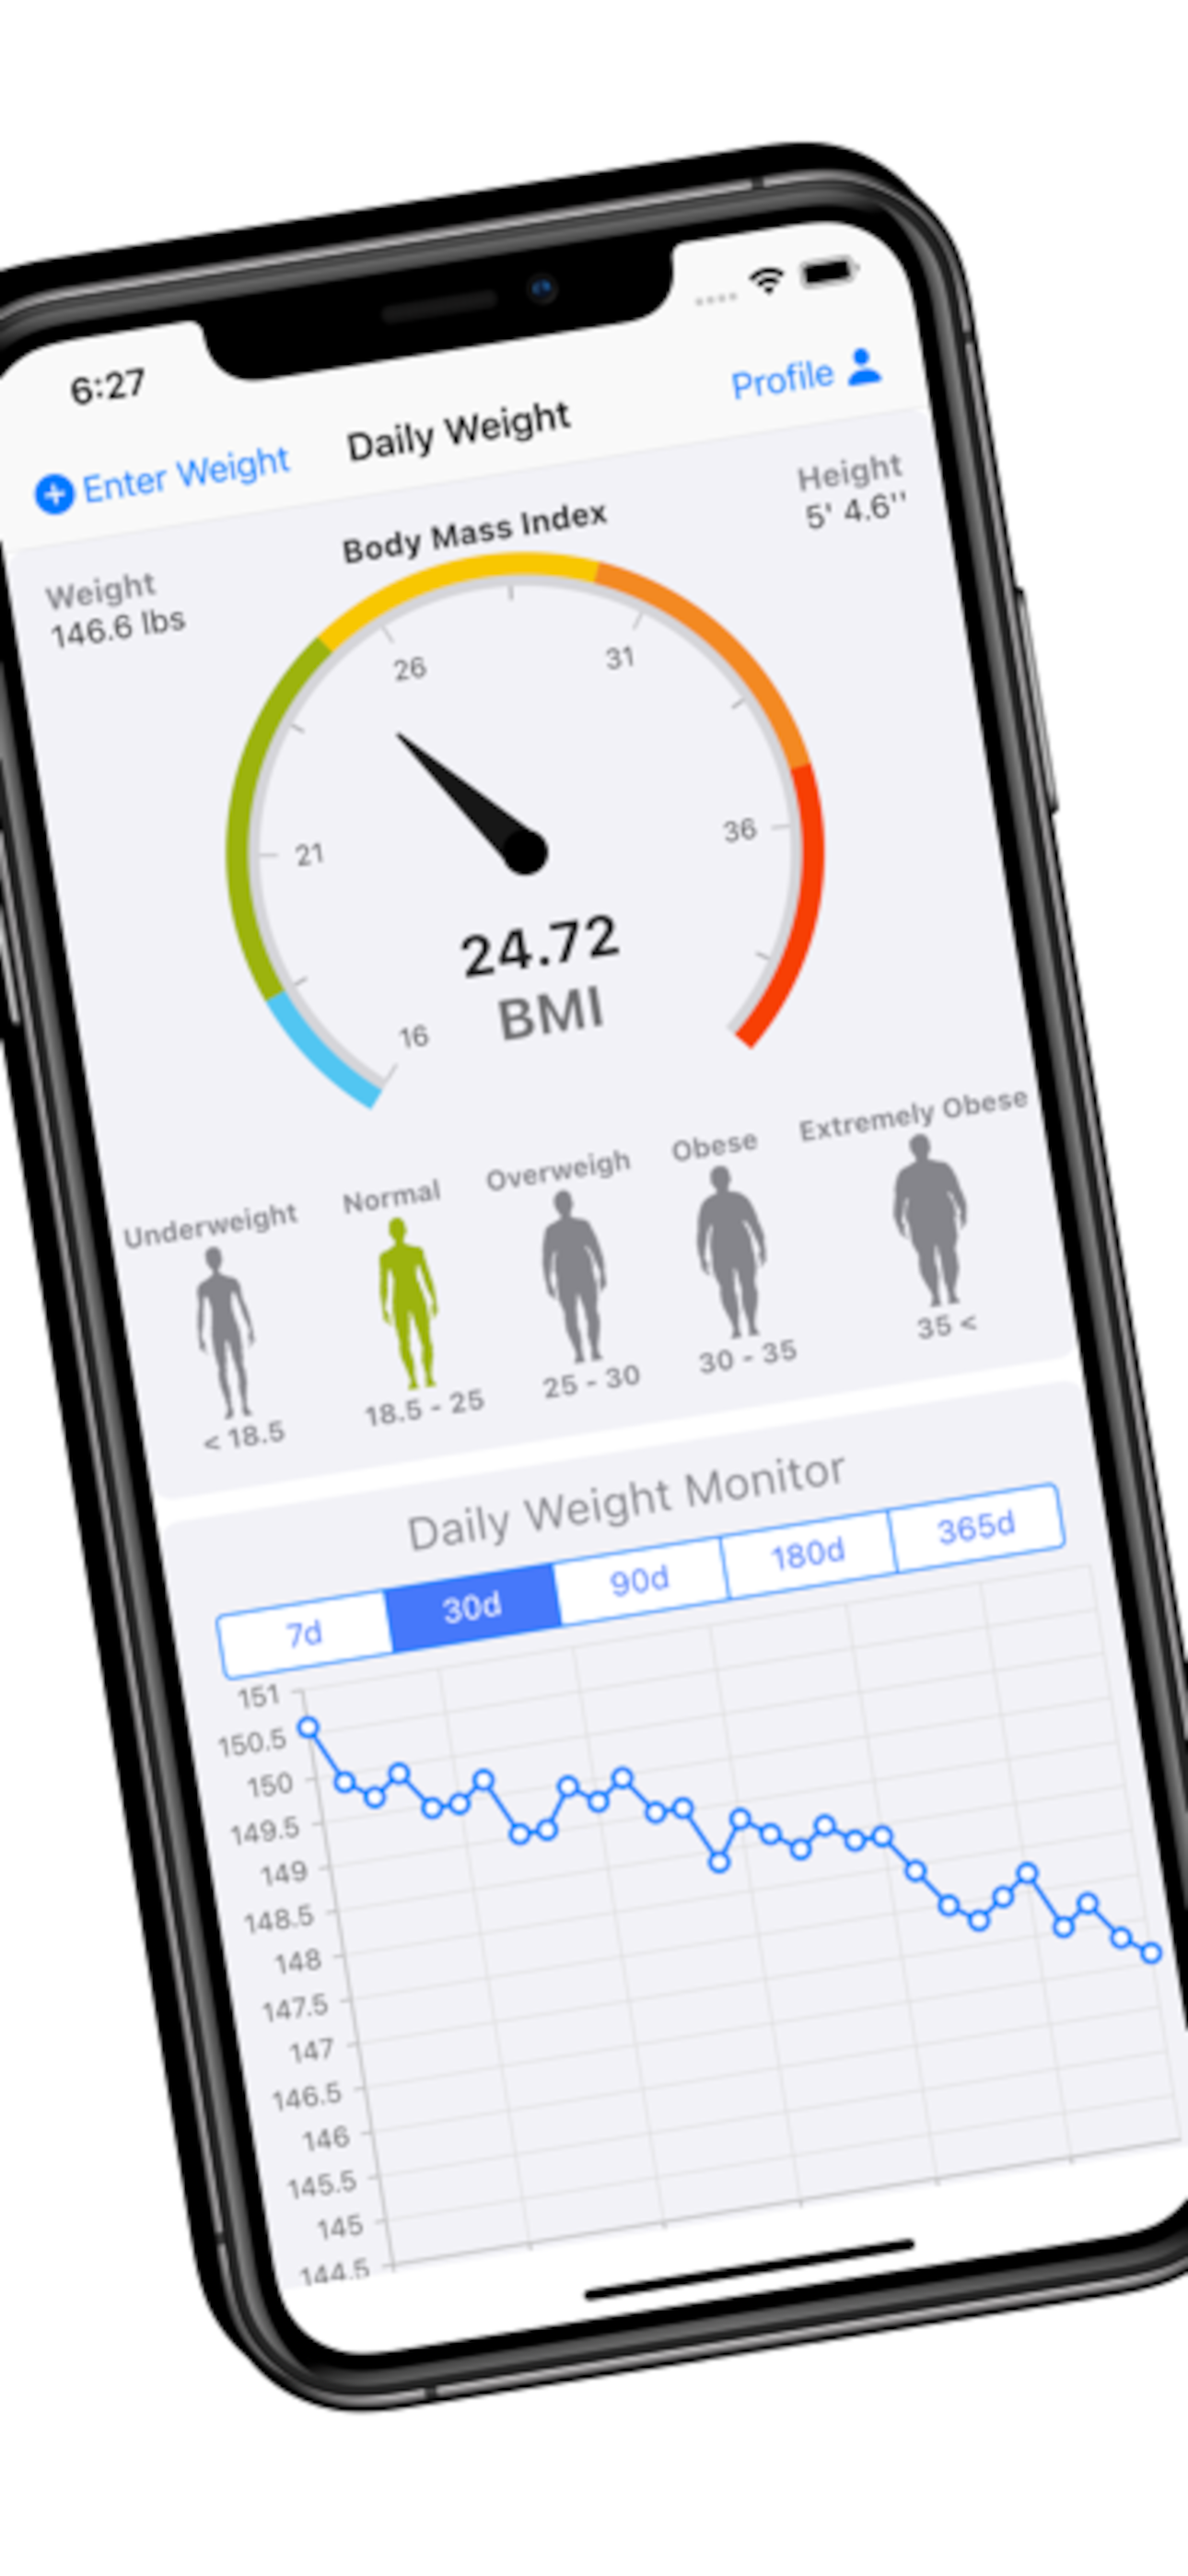 6:27
Enter Weight
Daily Weight
Profile
Weight
146.6 lbs
Body Mass Index
Height
5' 4.6''
16
21
26
31
36
24.72
BMI
Underweight
Normal
Overweigh
Obese
Extremely Obese
< 18.5
18.5 - 25
25 - 30
30 - 35
35 <
Daily Weight Monitor
7d
30d
90d
180d
365d
151
150.5
150
149.5
149
148.5
148
147.5
147
146.5
146
145.5
145
144.5